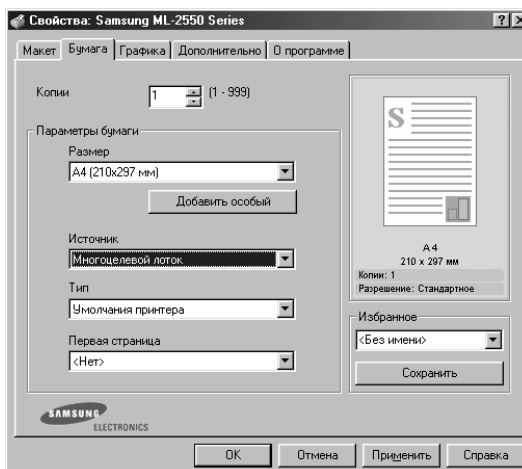 Свойства: Samsung ML-2550 Series
Макет Бумага Графика Дополнительно О программе
Копии 1 (1 - 999)
Параметры бумаги
Размер
A4 (210x297 мм)
Добавить особый
Источник
Многоцелевой лоток
Тип
Умолчания принтера
Первая страница
<Нет>
S
A4
210 x 297 мм
Копии: 1
Разрешение: Стандартное
Избранное
<Без имени>
Сохранить
SAMSUNG
ELECTRONICS
OK Отмена Применить Справка